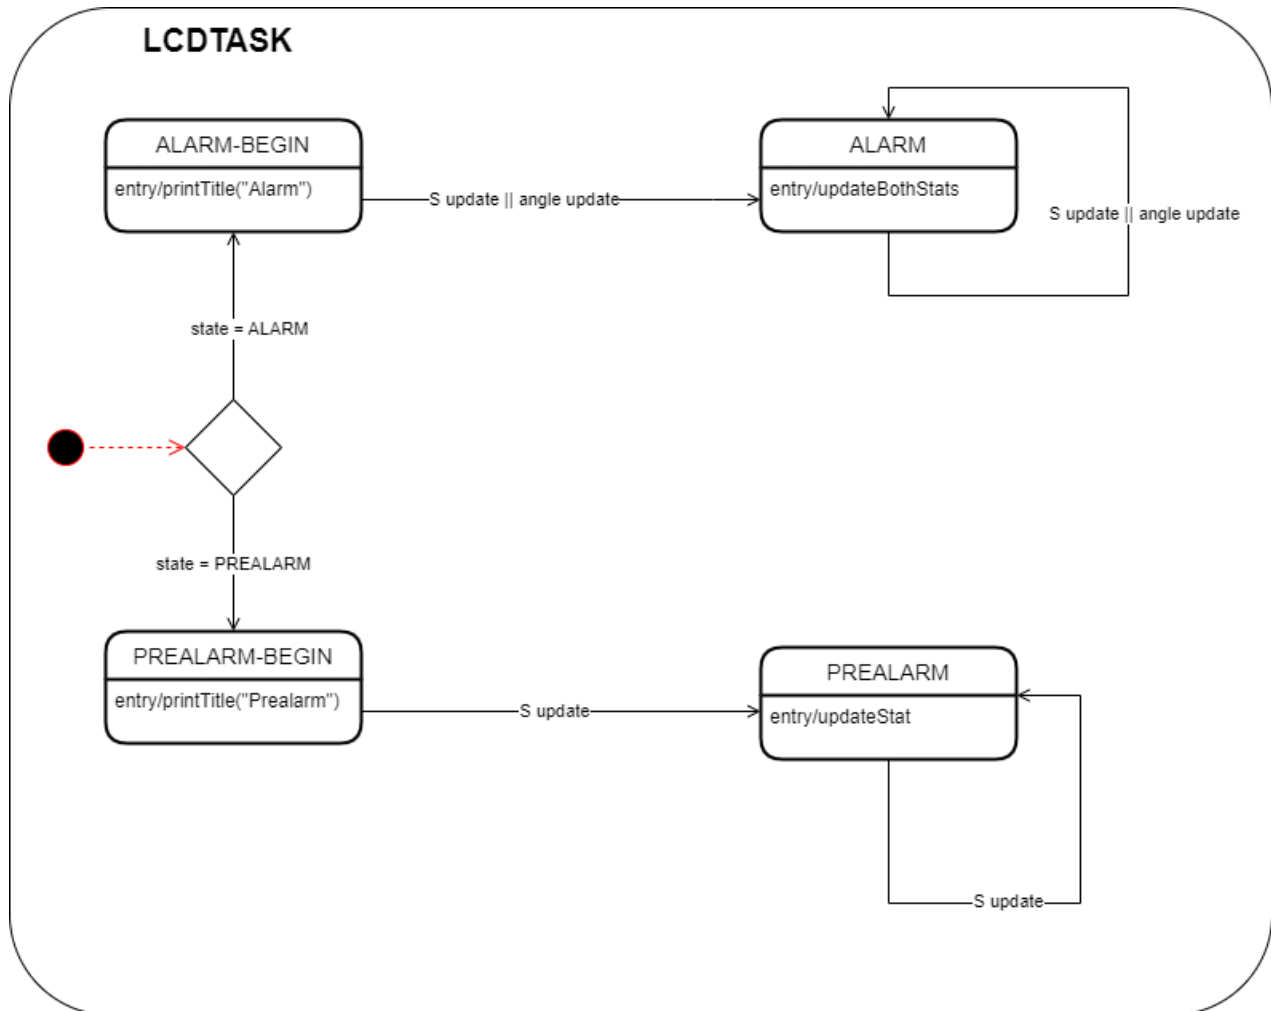 LCDTASK
ALARM-BEGIN
entry/printTitle("Alarm")
S update || angle update
ALARM
entry/updateBothStats
S update || angle update
state = ALARM
state = PREALARM
PREALARM-BEGIN
entry/printTitle("Prealarm")
S update
PREALARM
entry/updateStat
S update